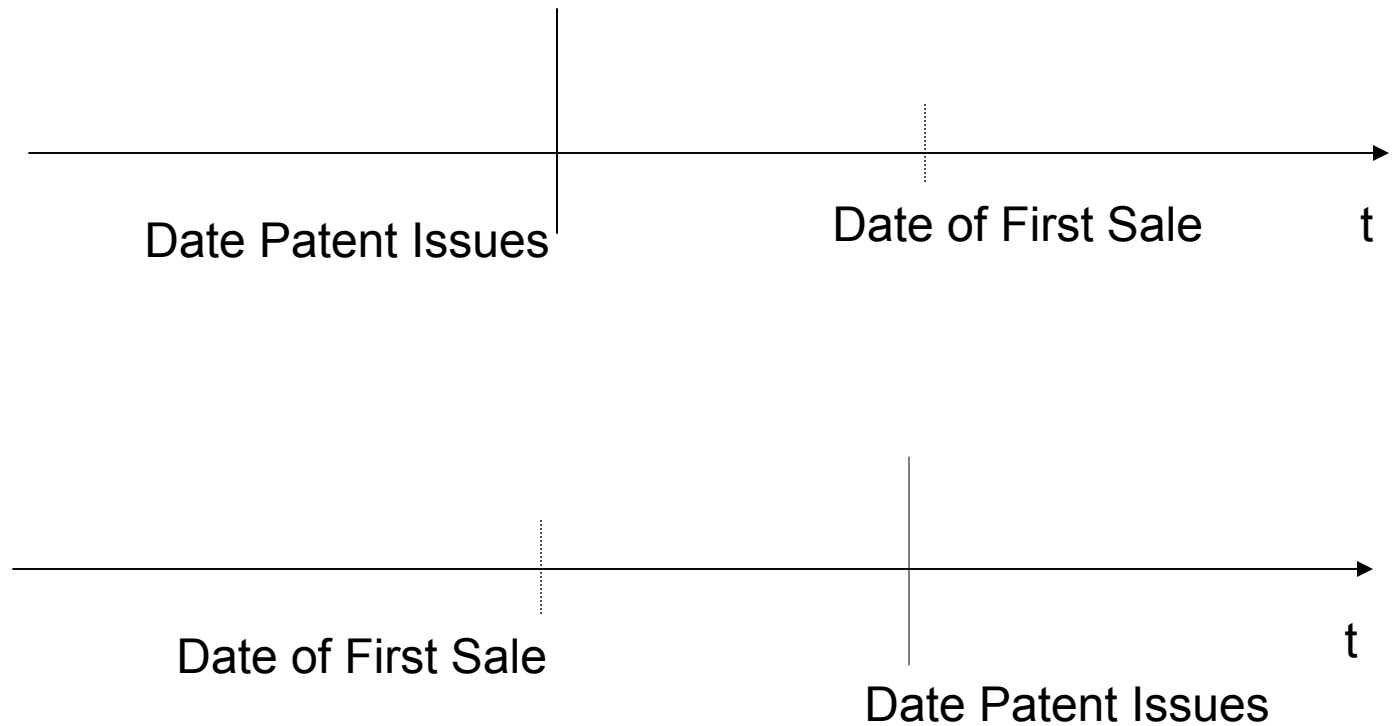 Date Patent Issues
Date of First Sale
t
Date of First Sale
t
Date Patent Issues